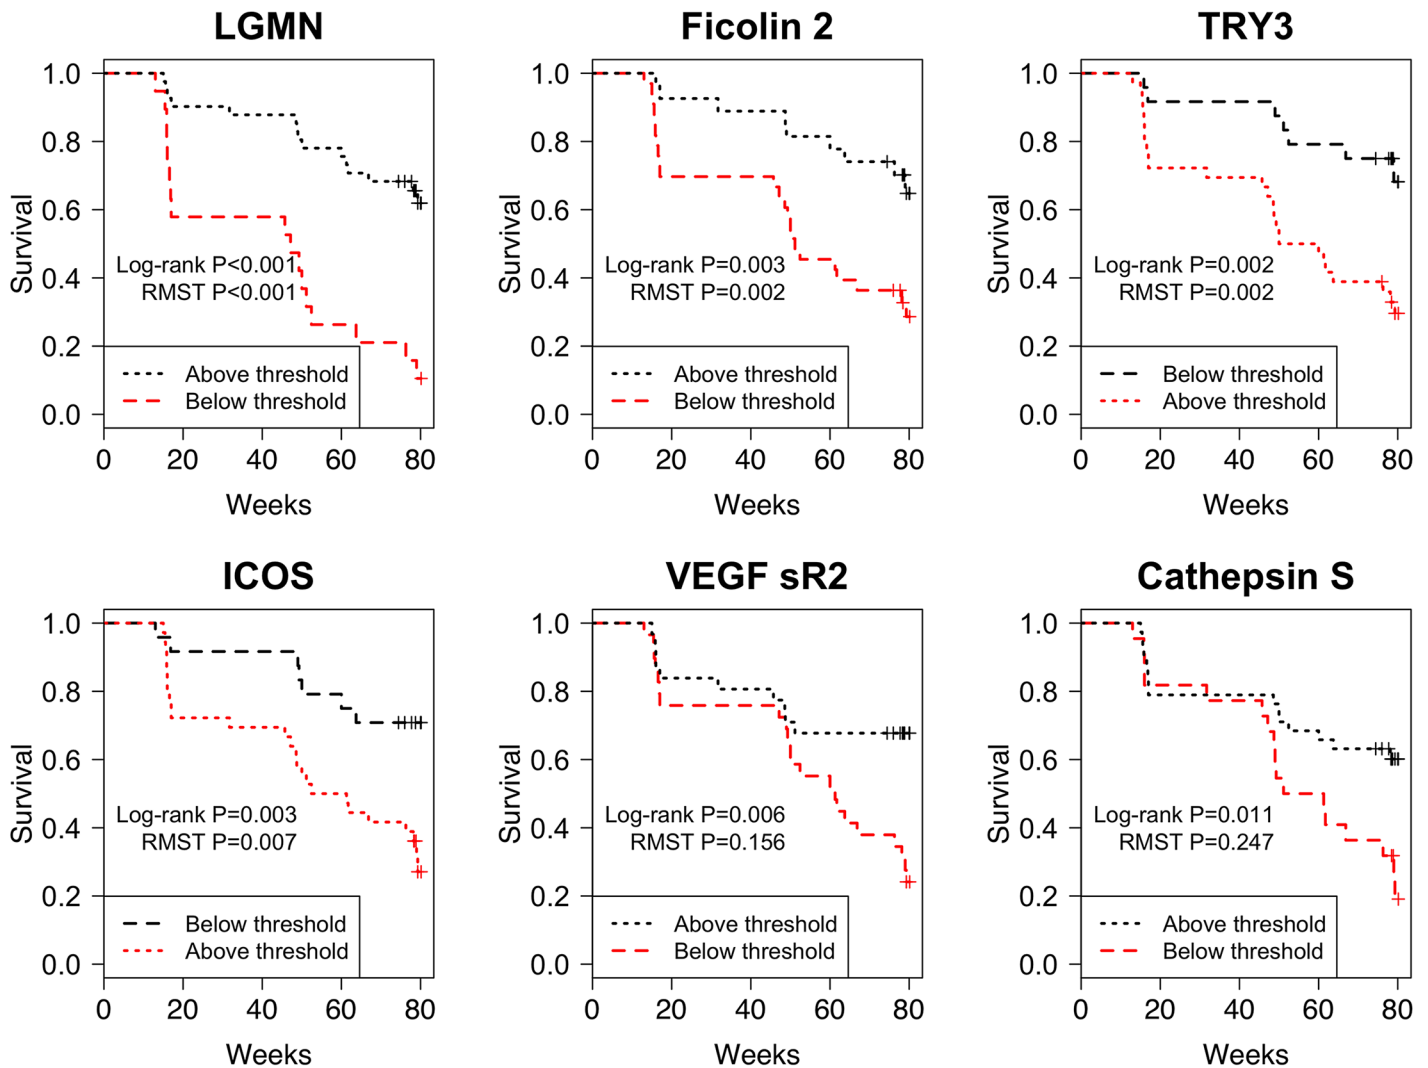 LGMN
1.0
0.8
0.6
0.4
0.2
0.0
Survival
Log-rank P<0.001
RMST P<0.001
Above threshold
Below threshold
0 20 40 60 80
Weeks
Ficolin 2
1.0
0.8
0.6
0.4
0.2
0.0
Survival
Log-rank P=0.003
RMST P=0.002
Above threshold
Below threshold
0 20 40 60 80
Weeks
TRY3
1.0
0.8
0.6
0.4
0.2
0.0
Survival
Log-rank P=0.002
RMST P=0.002
Below threshold
Above threshold
0 20 40 60 80
Weeks
ICOS
1.0
0.8
0.6
0.4
0.2
0.0
Survival
Log-rank P=0.003
RMST P=0.007
Below threshold
Above threshold
0 20 40 60 80
Weeks
VEGF sR2
1.0
0.8
0.6
0.4
0.2
0.0
Survival
Log-rank P=0.006
RMST P=0.156
Above threshold
Below threshold
0 20 40 60 80
Weeks
Cathepsin S
1.0
0.8
0.6
0.4
0.2
0.0
Survival
Log-rank P=0.011
RMST P=0.247
Above threshold
Below threshold
0 20 40 60 80
Weeks